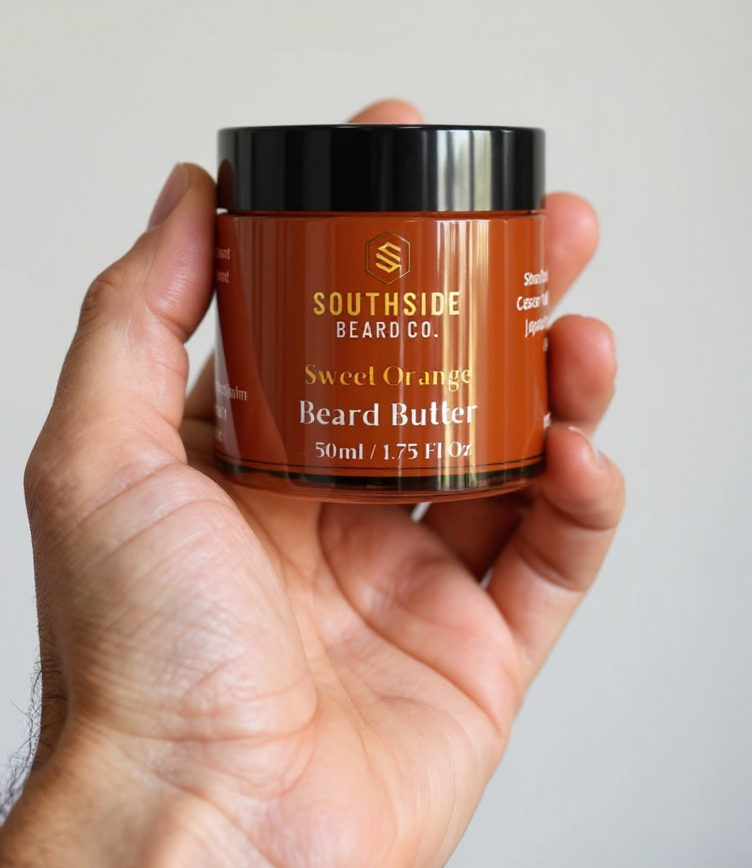 SOUTHSIDE
BEARD CO.
Sweet Orange
Beard Butter
50ml / 1.75 Fl Oz